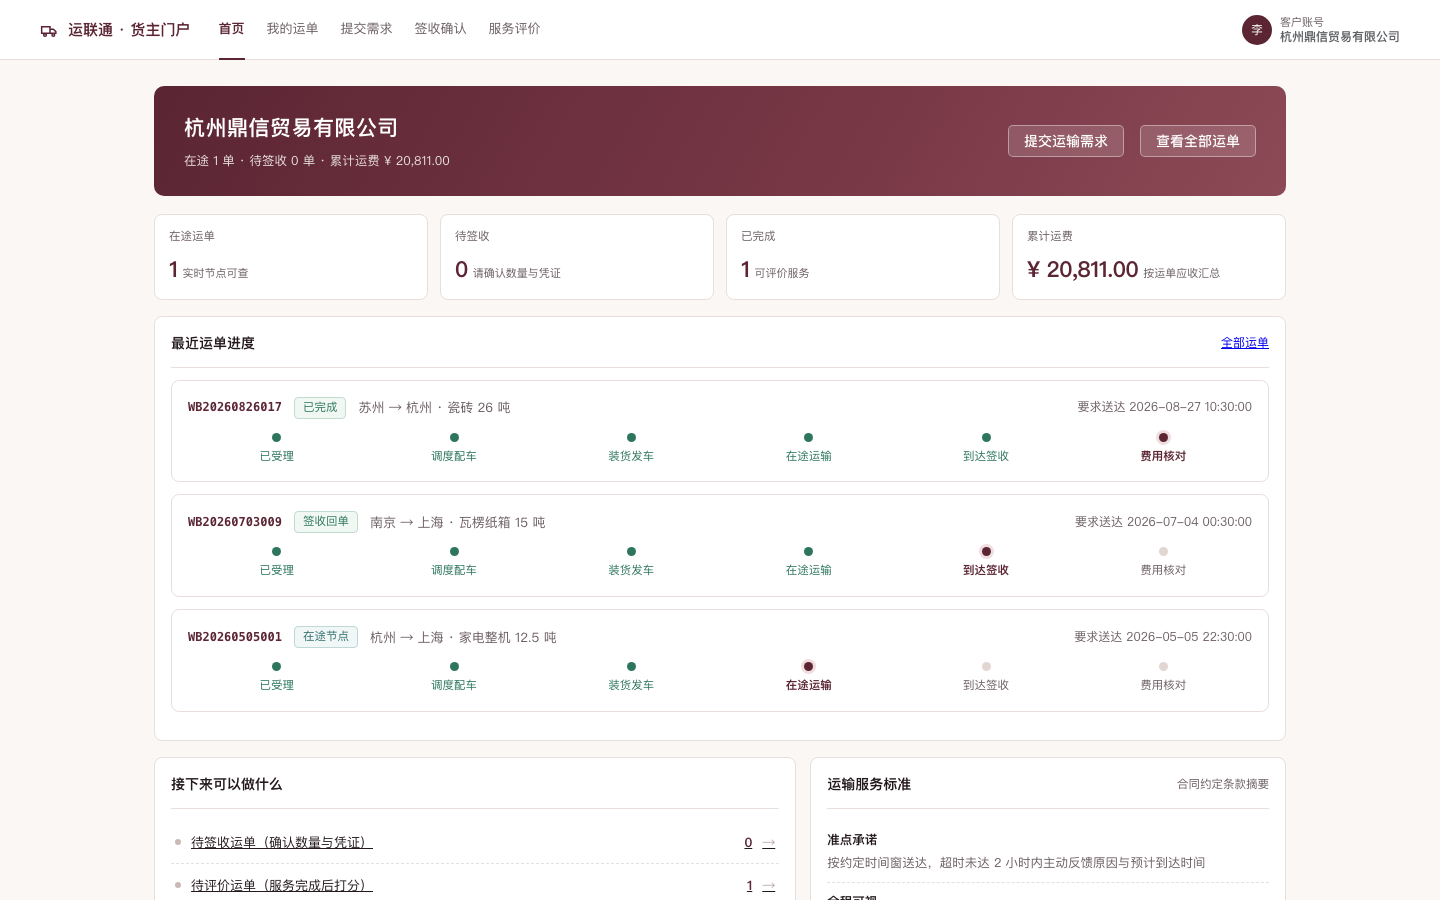 运联通 · 货主门户
首页 我的运单 提交需求 签收确认 服务评价
李
客户账号
杭州鼎信贸易有限公司
杭州鼎信贸易有限公司
在途 1 单 · 待签收 0 单 · 累计运费 ¥ 20,811.00
提交运输需求 查看全部运单
在途运单
1 实时节点可查
待签收
0 请确认数量与凭证
已完成
1 可评价服务
累计运费
¥ 20,811.00 按运单应收汇总
最近运单进度 全部运单
WB20260826017 已完成 苏州 → 杭州 · 瓷砖 26 吨 要求送达 2026-08-27 10:30:00
已受理 调度配车 装货发车 在途运输 到达签收 费用核对
WB20260703009 签收回单 南京 → 上海 · 瓦楞纸箱 15 吨 要求送达 2026-07-04 00:30:00
已受理 调度配车 装货发车 在途运输 到达签收 费用核对
WB20260505001 在途节点 杭州 → 上海 · 家电整机 12.5 吨 要求送达 2026-05-05 22:30:00
已受理 调度配车 装货发车 在途运输 到达签收 费用核对
接下来可以做什么
待签收运单（确认数量与凭证） 0 →
待评价运单（服务完成后打分） 1 →
运输服务标准 合同约定条款摘要
准点承诺
按约定时间窗送达，超时未达 2 小时内主动反馈原因与预计到达时间